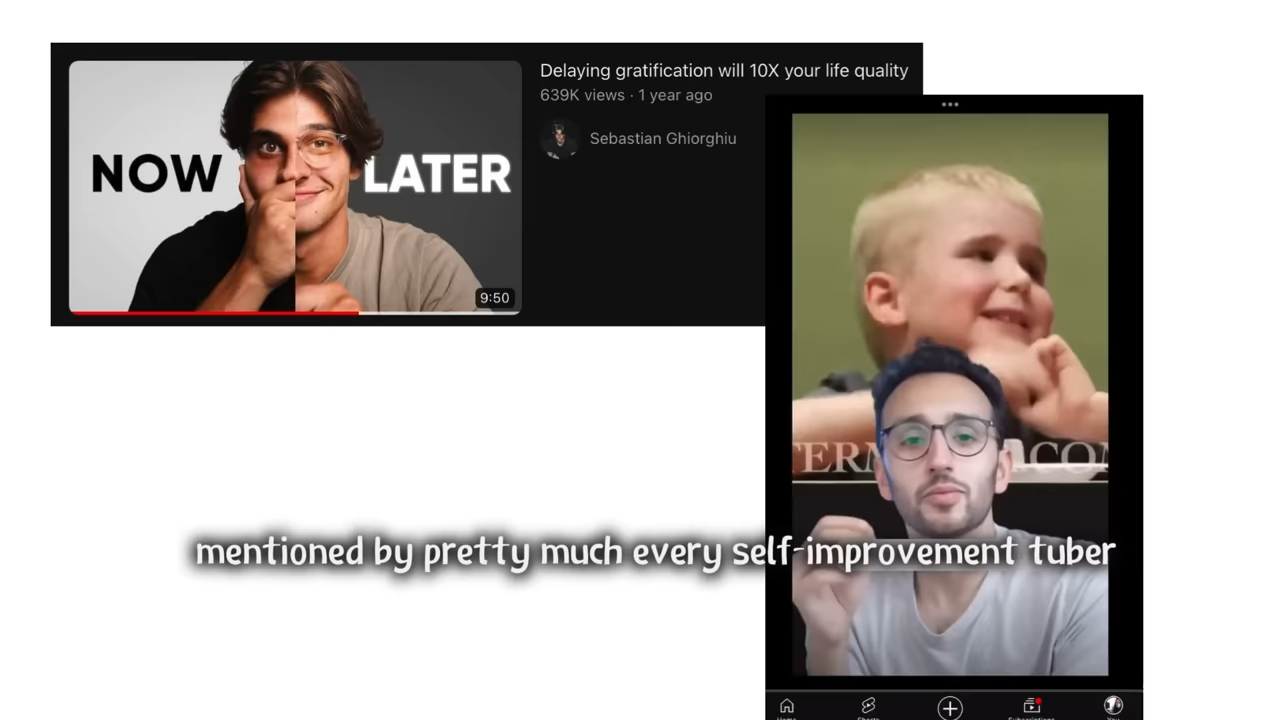 Delaying gratification will 10X your life quality
639K views · 1 year ago
Sebastian Ghiorghiu
NOW LATER
9:50
mentioned by pretty much every self-improvement tuber